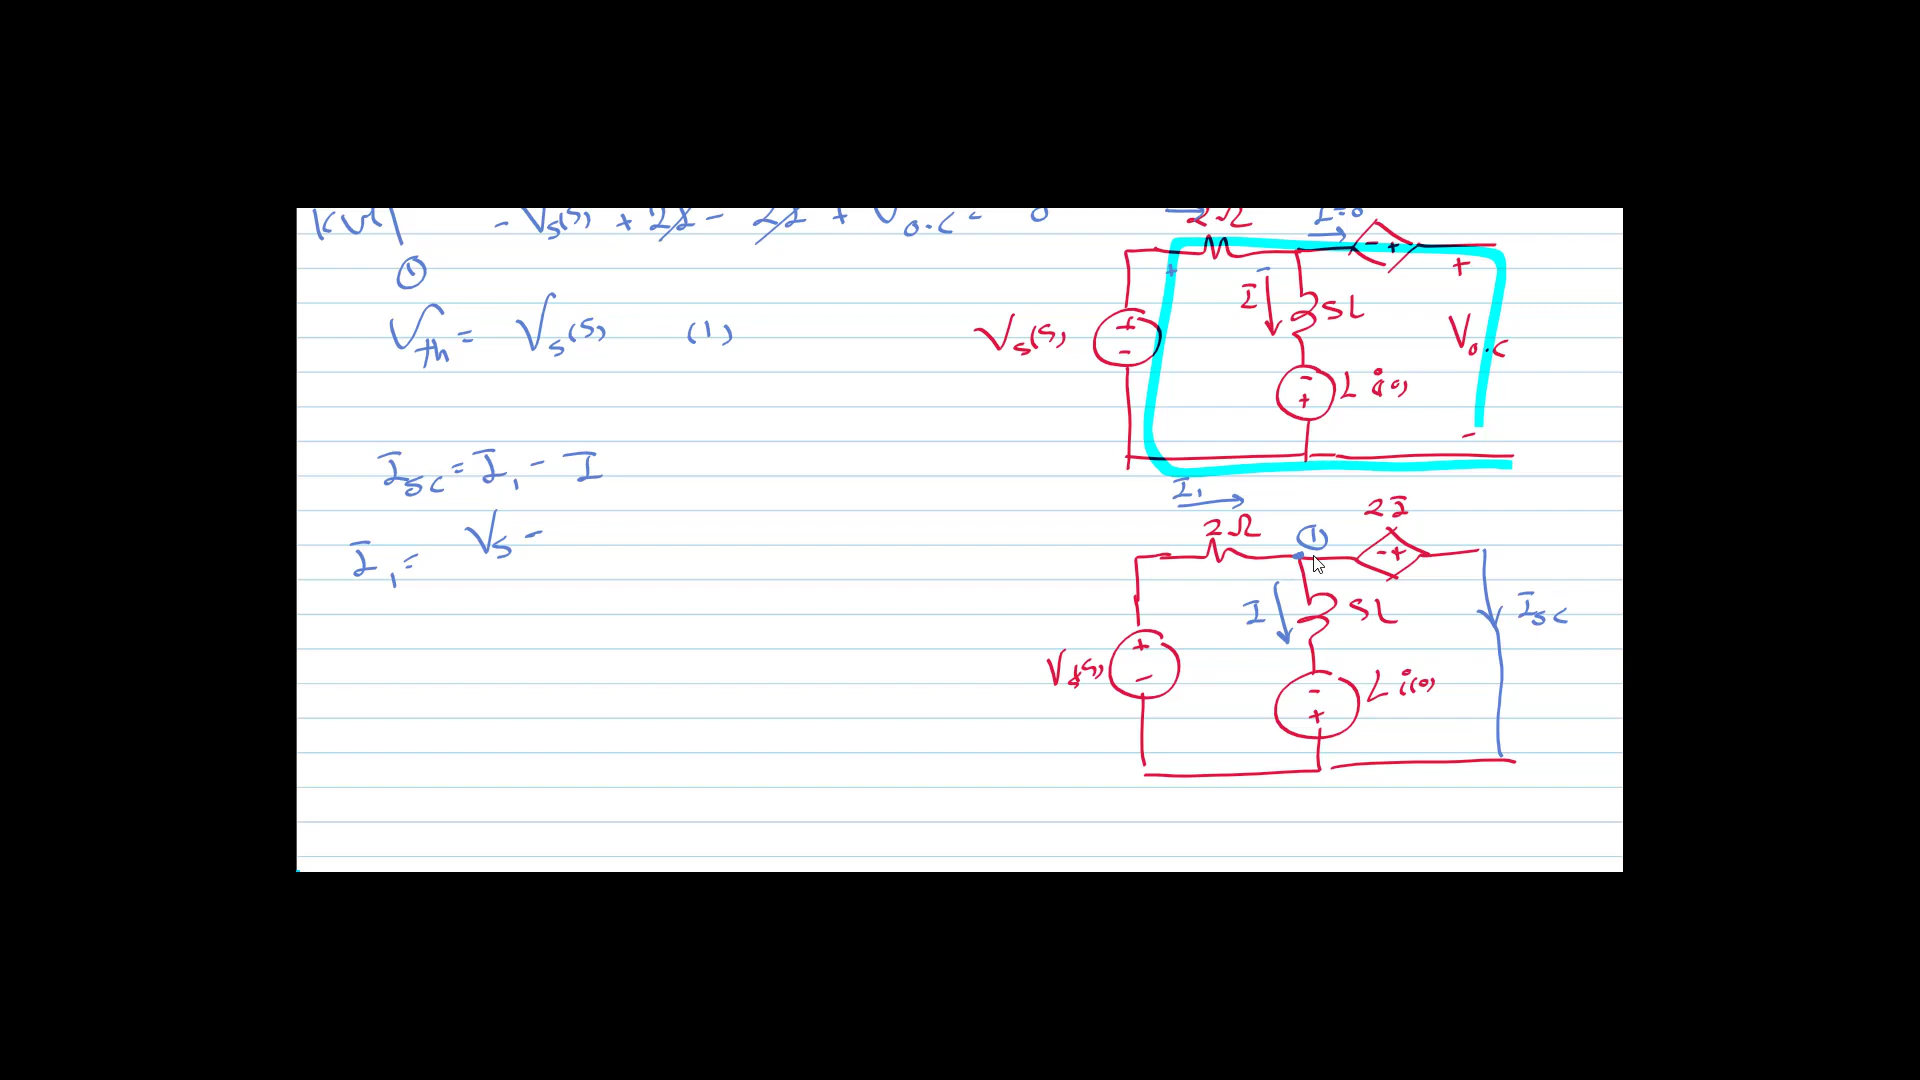 KVL - Vs(s) + 2I - 2I + Vo.c = 0
①
Vth = Vs(s) (1)
Isc = I1 - I
I1 = Vs -
2Ω I=0
- + +
I SL
Vs(s) + - Vo.c
- + L i(0)
-
I1
2Ω ① 2I
- +
I SL Isc
Vs(s) + -
- + L i(0)